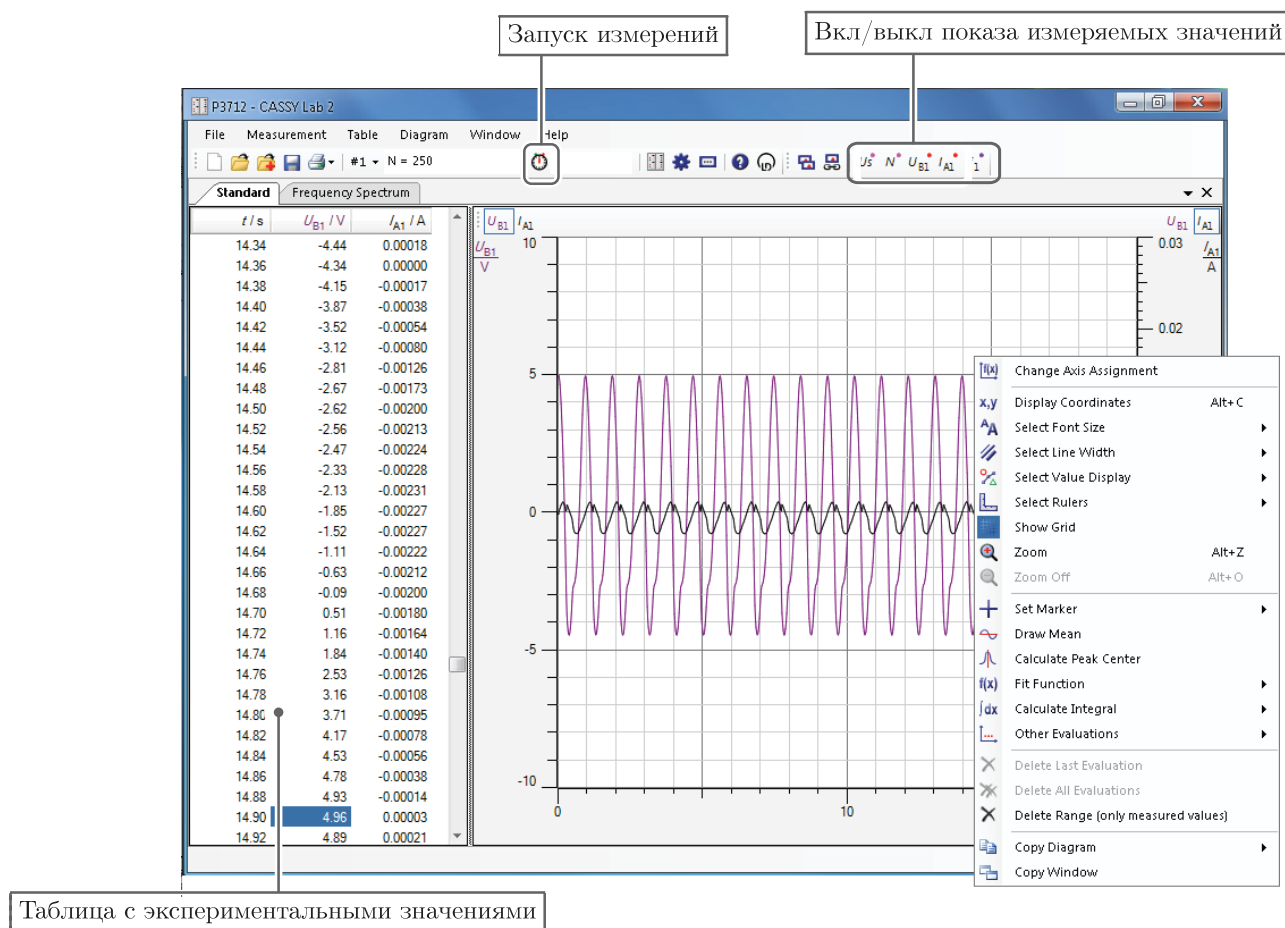 Запуск измерений
Вкл/выкл показа измеряемых значений
P3712 - CASSY Lab 2
File Measurement Table Diagram Window Help
#1 N = 250
Us N U_B1 I_A1
Standard Frequency Spectrum
t / s U_B1 / V I_A1 / A
14.34 -4.44 0.00018
14.36 -4.34 0.00000
14.38 -4.15 -0.00017
14.40 -3.87 -0.00038
14.42 -3.52 -0.00054
14.44 -3.12 -0.00080
14.46 -2.81 -0.00126
14.48 -2.67 -0.00173
14.50 -2.62 -0.00200
14.52 -2.56 -0.00213
14.54 -2.47 -0.00224
14.56 -2.33 -0.00228
14.58 -2.13 -0.00231
14.60 -1.85 -0.00227
14.62 -1.52 -0.00227
14.64 -1.11 -0.00222
14.66 -0.63 -0.00212
14.68 -0.09 -0.00200
14.70 0.51 -0.00180
14.72 1.16 -0.00164
14.74 1.84 -0.00140
14.76 2.53 -0.00126
14.78 3.16 -0.00108
14.80 3.71 -0.00095
14.82 4.17 -0.00078
14.84 4.53 -0.00056
14.86 4.78 -0.00038
14.88 4.93 -0.00014
14.90 4.96 0.00003
14.92 4.89 0.00021
U_B1 I_A1
U_B1 I_A1
U_B1 / V
10
5
0
-5
-10
0 10
0.03
0.02
I_A1 / A
Change Axis Assignment
x,y Display Coordinates Alt+C
Select Font Size
Select Line Width
Select Value Display
Select Rulers
Show Grid
Zoom Alt+Z
Zoom Off Alt+O
Set Marker
Draw Mean
Calculate Peak Center
f(x) Fit Function
∫dx Calculate Integral
Other Evaluations
Delete Last Evaluation
Delete All Evaluations
Delete Range (only measured values)
Copy Diagram
Copy Window
Таблица с экспериментальными значениями